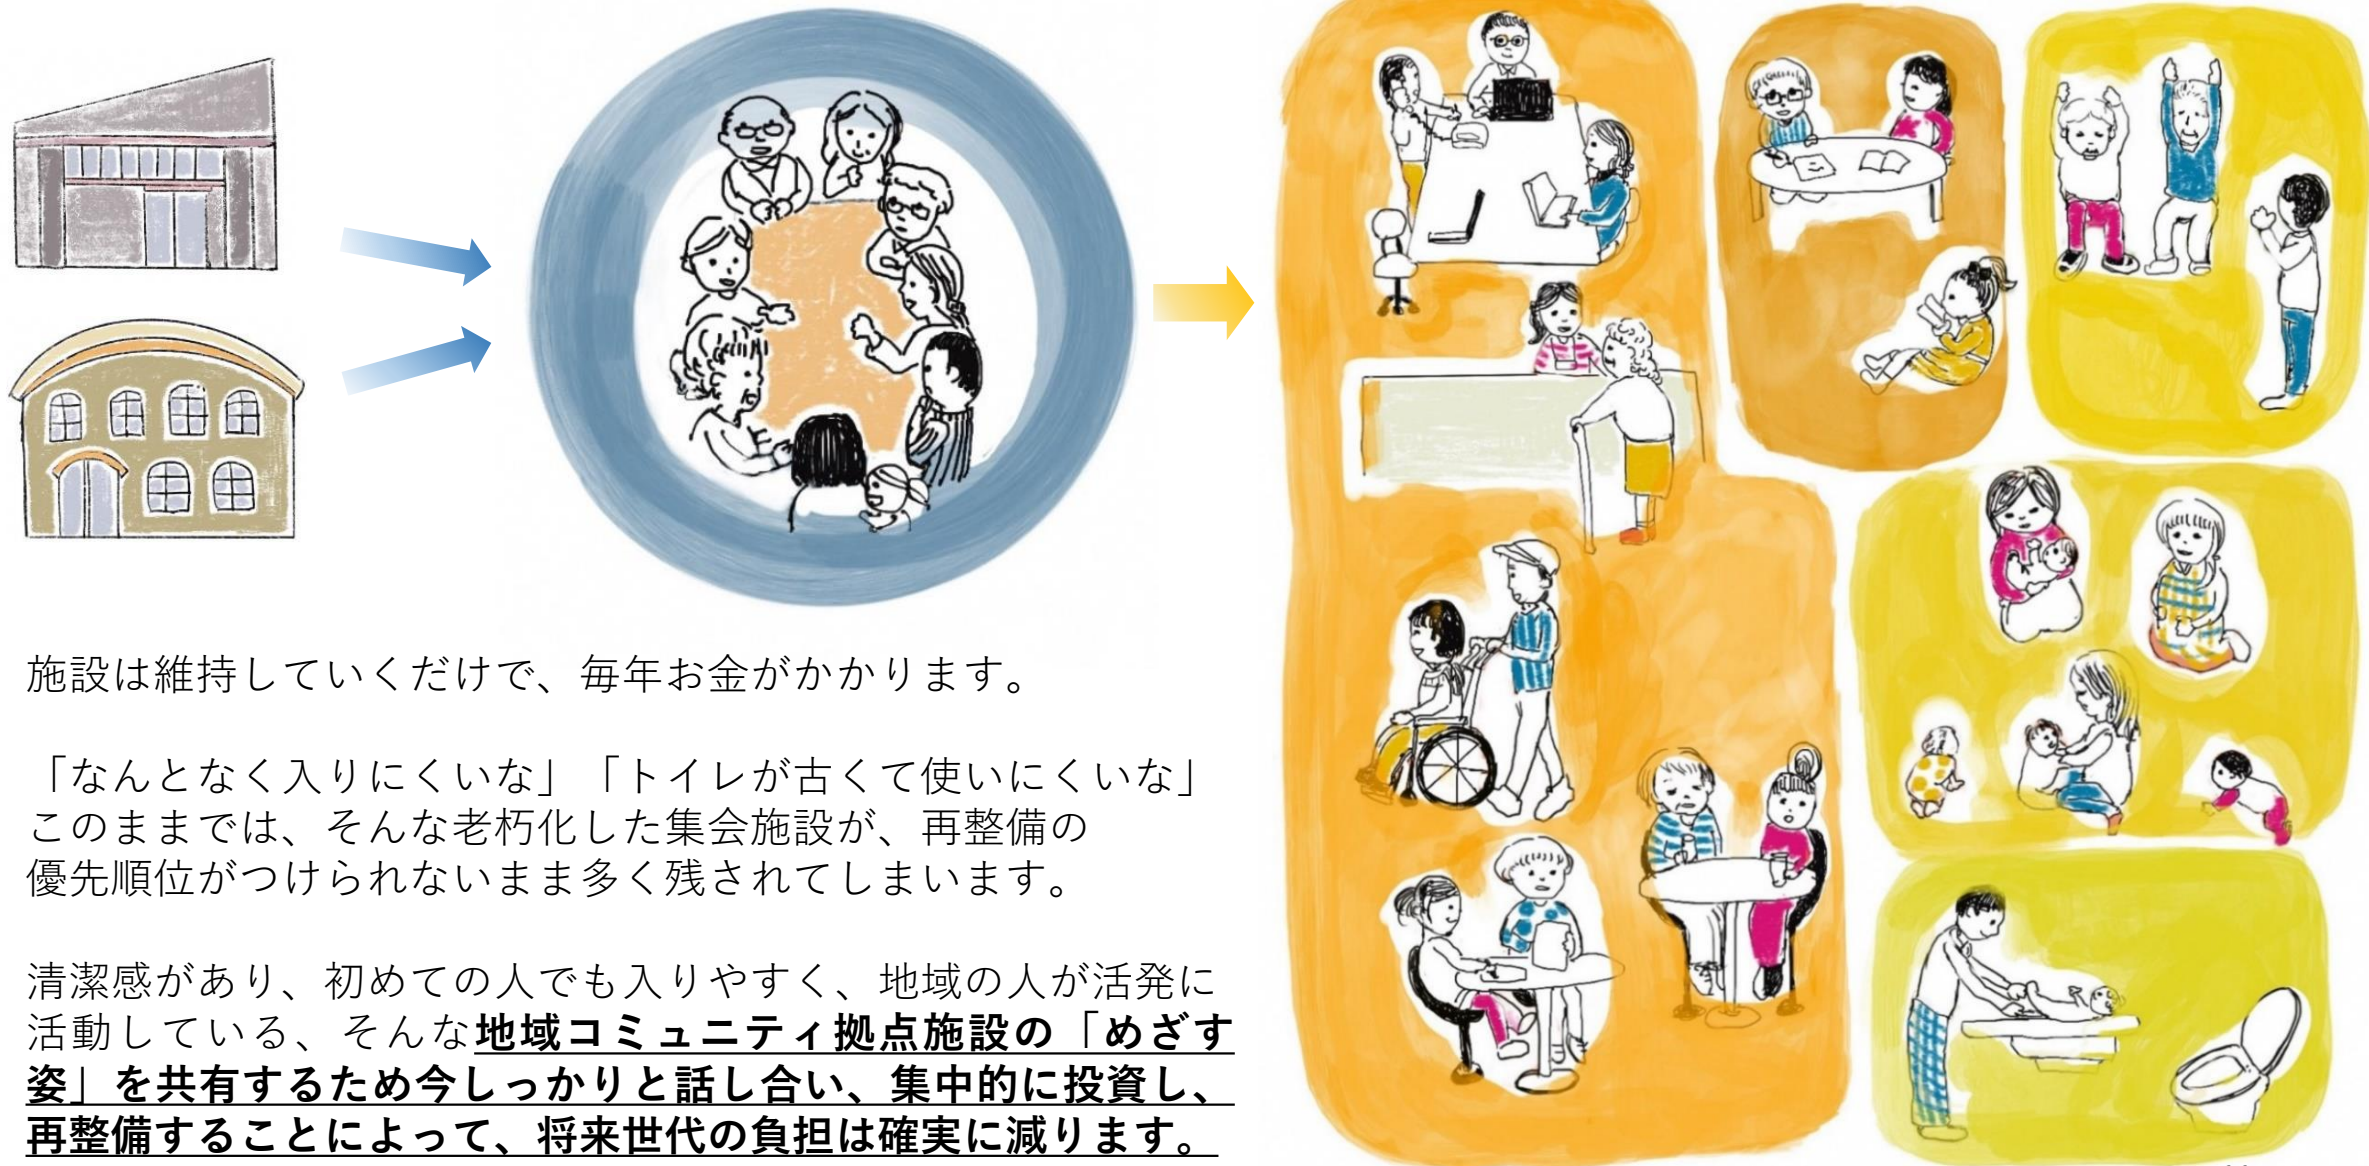 施設は維持していくだけで、毎年お金がかかります。
「なんとなく入りにくいな」「トイレが古くて使いにくいな」
このままでは、そんな老朽化した集会施設が、再整備の
優先順位がつけられないまま多く残されてしまいます。
清潔感があり、初めての人でも入りやすく、地域の人が活発に
活動している、そんな地域コミュニティ拠点施設の「めざす
姿」を共有するため今しっかりと話し合い、集中的に投資し、
再整備することによって、将来世代の負担は確実に減ります。